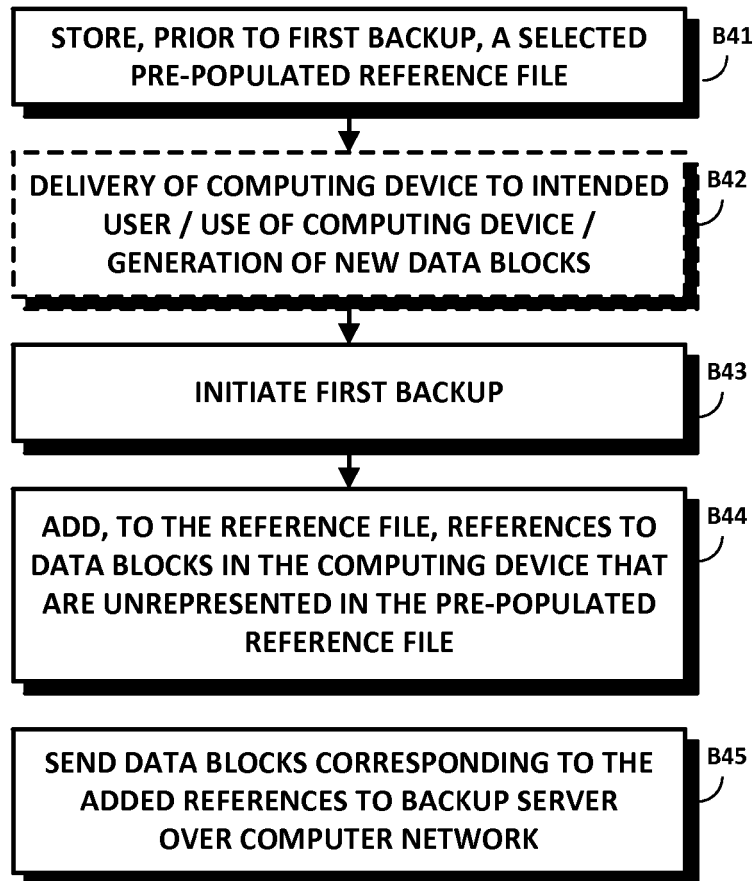 STORE, PRIOR TO FIRST BACKUP, A SELECTED
PRE-POPULATED REFERENCE FILE
B41
DELIVERY OF COMPUTING DEVICE TO INTENDED
USER / USE OF COMPUTING DEVICE /
GENERATION OF NEW DATA BLOCKS
B42
INITIATE FIRST BACKUP
B43
ADD, TO THE REFERENCE FILE, REFERENCES TO
DATA BLOCKS IN THE COMPUTING DEVICE THAT
ARE UNREPRESENTED IN THE PRE-POPULATED
REFERENCE FILE
B44
SEND DATA BLOCKS CORRESPONDING TO THE
ADDED REFERENCES TO BACKUP SERVER
OVER COMPUTER NETWORK
B45